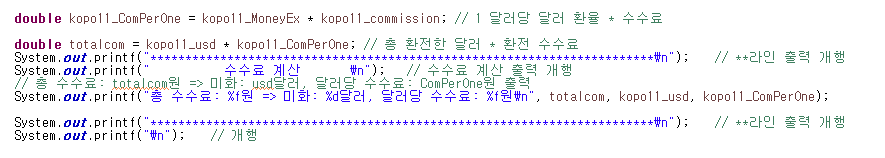 double kopo11_ComPerOne = kopo11_MoneyEx * kopo11_commission; // 1 달러당 달러 환율 * 수수료
double totalcom = kopo11_usd * kopo11_ComPerOne; // 총 환전한 달러 * 환전 수수료
System.out.printf("****************************************************************₩n");    // **라인 출력 개행
System.out.printf("          수수료 계산         ₩n");   // 수수료 계산 출력 개행
// 총 수수료: totalcom원 => 미화: usd달러, 달러당 수수료: ComPerOne원 출력
System.out.printf("총 수수료: %f원 => 미화: %d달러, 달러당 수수료: %f원₩n", totalcom, kopo11_usd, kopo11_ComPerOne);
System.out.printf("****************************************************************₩n");    // **라인 출력 개행
System.out.printf("₩n");    // 개행